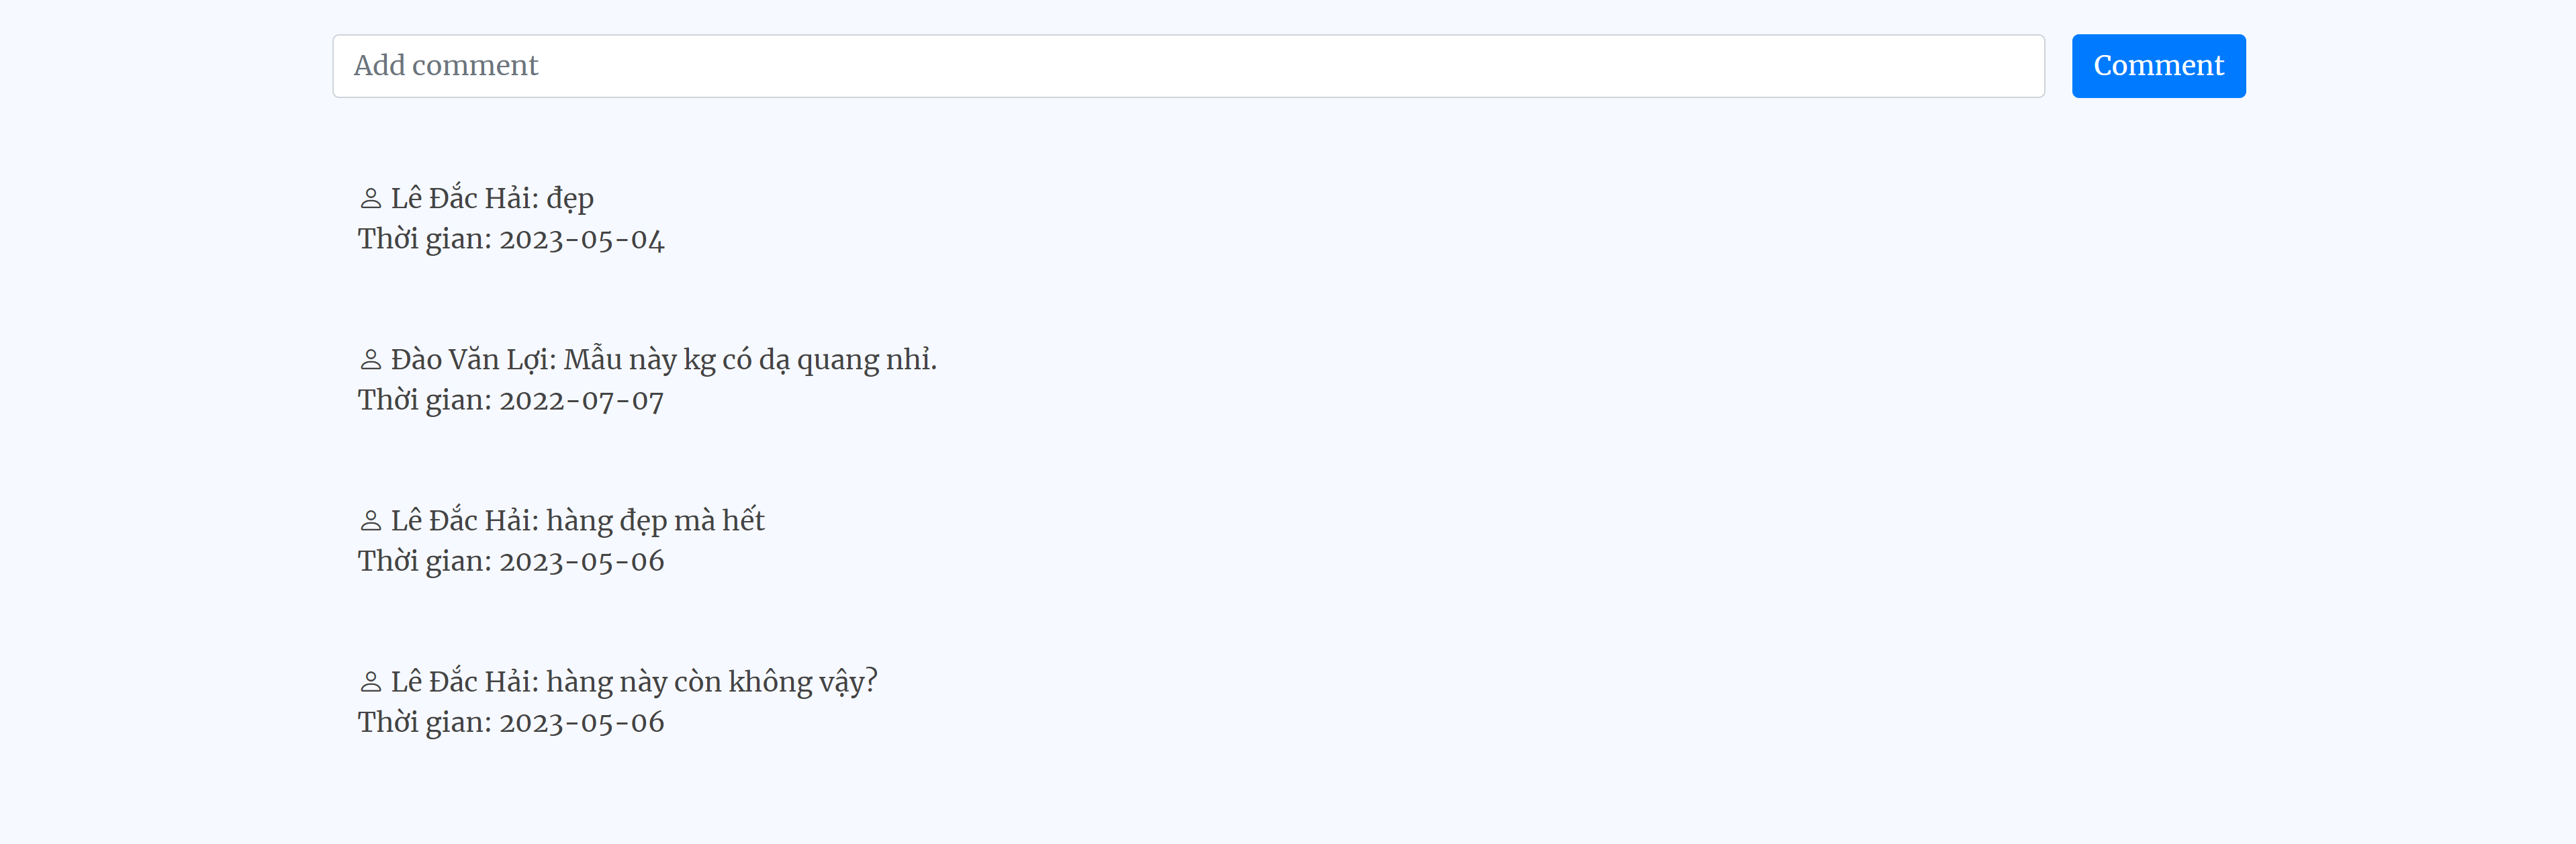 Add comment
Comment
Lê Đắc Hải: đẹp
Thời gian: 2023-05-04
Đào Văn Lợi: Mẫu này kg có dạ quang nhỉ.
Thời gian: 2022-07-07
Lê Đắc Hải: hàng đẹp mà hết
Thời gian: 2023-05-06
Lê Đắc Hải: hàng này còn không vậy?
Thời gian: 2023-05-06